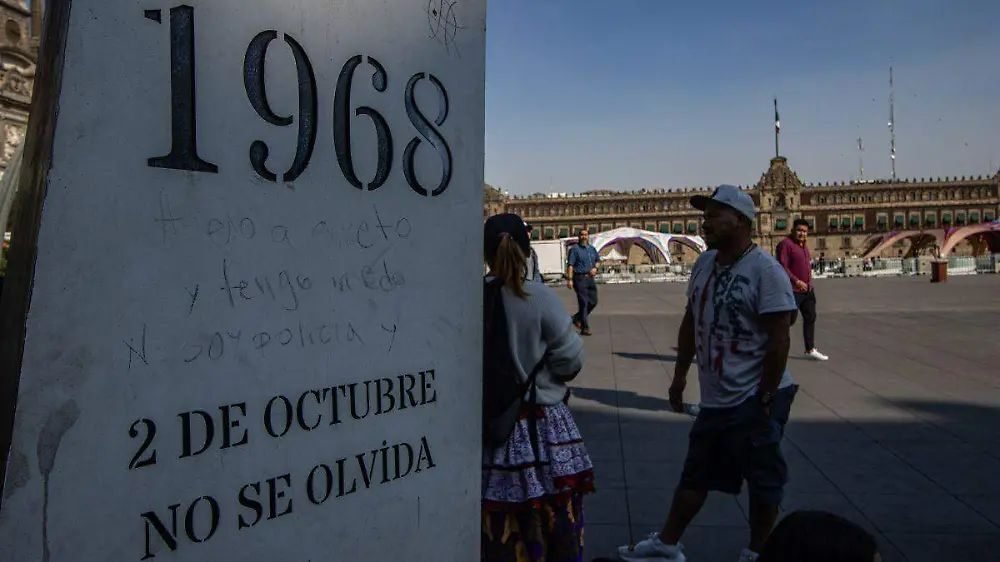 1968
y tengo miedo
soy policia y
2 DE OCTUBRE
NO SE OLVIDA